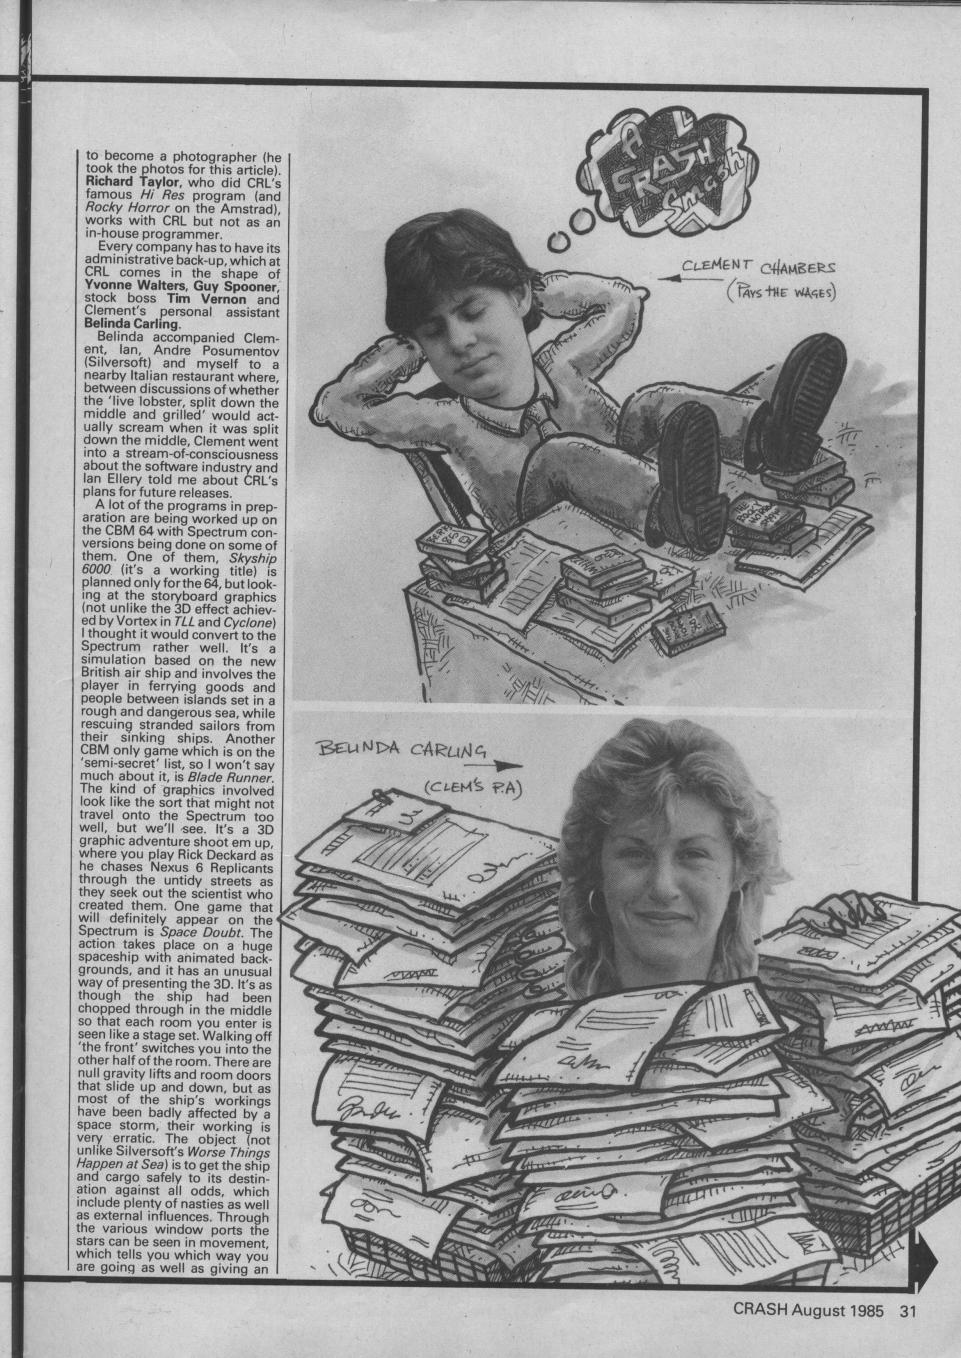 to become a photographer (he
took the photos for this article).
Richard Taylor, who did CRL's
famous Hi Res program (and
Rocky Horror on the Amstrad),
works with CRL but not as an
in-house programmer.
Every company has to have its
administrative back-up, which at
CRL comes in the shape of
Yvonne Walters, Guy Spooner,
stock boss Tim Vernon and
Clement's personal assistant
Belinda Carling.
Belinda accompanied Clem-
ent, Ian, Andre Posumentov
(Silversoft) and myself to a
nearby Italian restaurant where,
between discussions of whether
the 'live lobster, split down the
middle and grilled' would act-
ually scream when it was split
down the middle, Clement went
into a stream-of-consciousness
about the software industry and
Ian Ellery told me about CRL's
plans for future releases.
A lot of the programs in prep-
aration are being worked up on
the CBM 64 with Spectrum con-
versions being done on some of
them. One of them, Skyship
6000 (it's a working title) is
planned only for the 64, but look-
ing at the storyboard graphics
(not unlike the 3D effect achiev-
ed by Vortex in TLL and Cyclone)
I thought it would convert to the
Spectrum rather well. It's a
simulation based on the new
British air ship and involves the
player in ferrying goods and
people between islands set in a
rough and dangerous sea, while
rescuing stranded sailors from
their sinking ships. Another
CBM only game which is on the
'semi-secret' list, so I won't say
much about it, is Blade Runner.
The kind of graphics involved
look like the sort that might not
travel onto the Spectrum too
well, but we'll see. It's a 3D
graphic adventure shoot em up,
where you play Rick Deckard as
he chases Nexus 6 Replicants
through the untidy streets as
they seek out the scientist who
created them. One game that
will definitely appear on the
Spectrum is Space Doubt. The
action takes place on a huge
spaceship with animated back-
grounds, and it has an unusual
way of presenting the 3D. It's as
though the ship had been
chopped through in the middle
so that each room you enter is
seen like a stage set. Walking off
'the front' switches you into the
other half of the room. There are
null gravity lifts and room doors
that slide up and down, but as
most of the ship's workings
have been badly affected by a
space storm, their working is
very erratic. The object (not
unlike Silversoft's Worse Things
Happen at Sea) is to get the ship
and cargo safely to its destin-
ation against all odds, which
include plenty of nasties as well
as external influences. Through
the various window ports the
stars can be seen in movement,
which tells you which way you
are going as well as giving an
A
CRASH
Smash
CLEMENT CHAMBERS
(PAYS THE WAGES)
BELINDA CARLING
(CLEM'S P.A)
CRASH August 1985 31